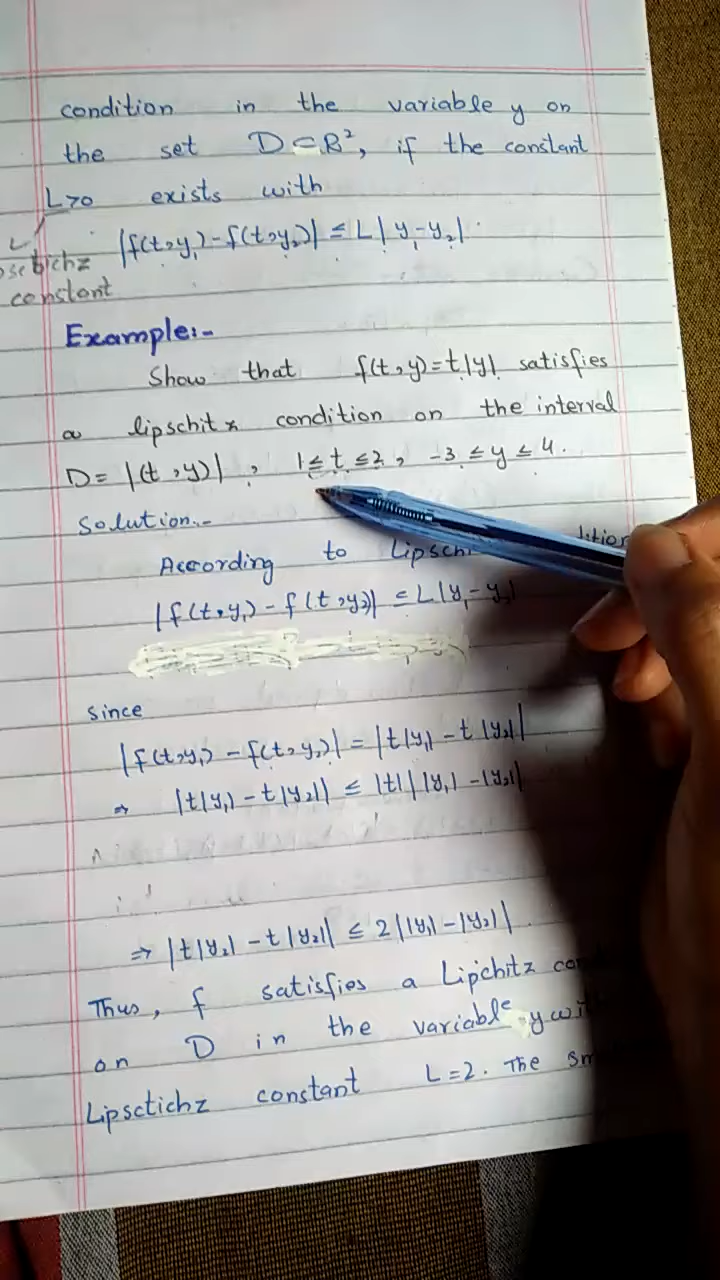 condition in the variable y on
the set D⊂R², if the constant
L>0 exists with
|f(t,y₁)-f(t,y₂)| ≤ L| y₁-y₂|
constant
Example:-
Show that f(t,y)=t|y| satisfies
a lipschitx condition on the interval
D= |(t,y)| , 1≤t≤2, -3≤y≤4.
Solution.-
According to
|f(t,y₁) - f(t,y₂)| ≤ L|y₁-y₂|
since
|f(t,y₁) - f(t,y₂)| = |t|y₁| - t|y₂||
⇒ |t|y₁| - t|y₂|| ≤ |t|||y₁| - |y₂||
⇒ |t|y₂| - t|y₂|| ≤ 2||y₁| - |y₂||
Thus, f satisfies a Lipchitz
on D in the variable y
Lipsctichz constant L=2. The